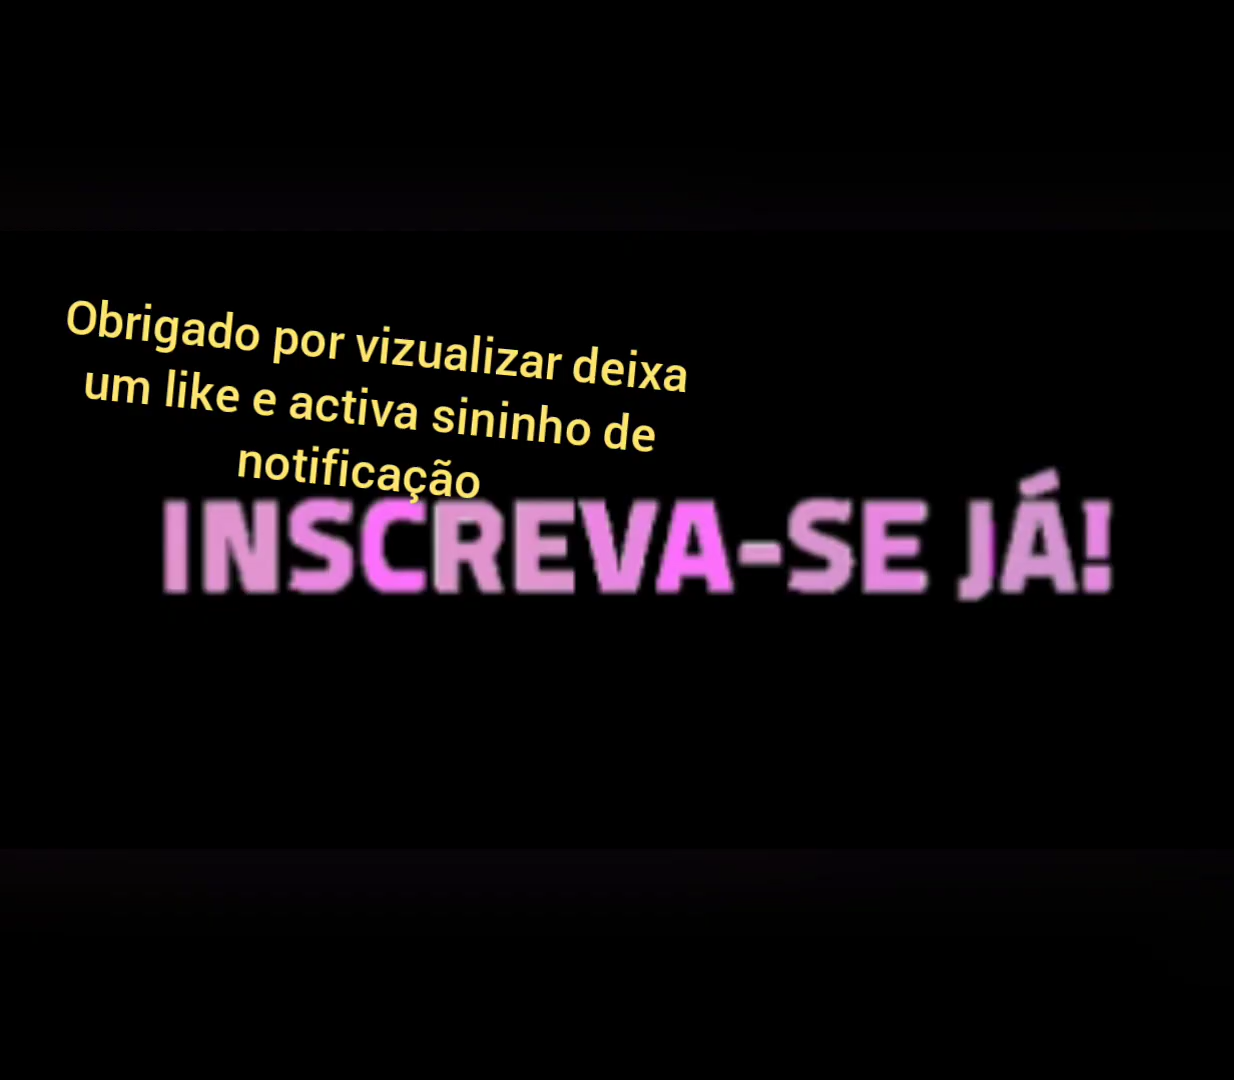 Obrigado por vizualizar deixa
um like e activa sininho de
notificação
INSCREVA-SE JÁ!